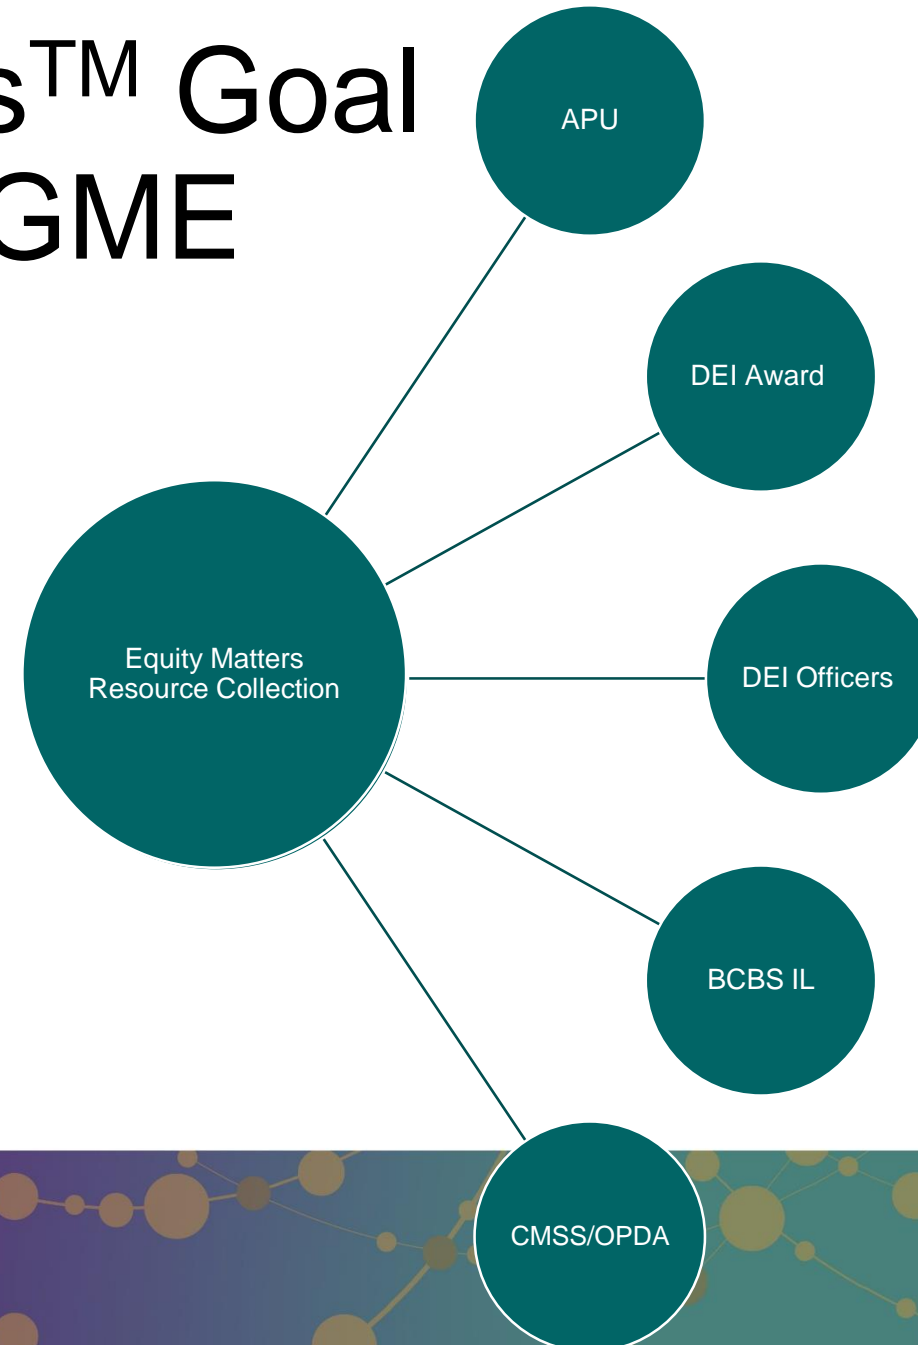 s™ Goal
GME
APU
DEI Award
Equity Matters
Resource Collection
DEI Officers
BCBS IL
CMSS/OPDA